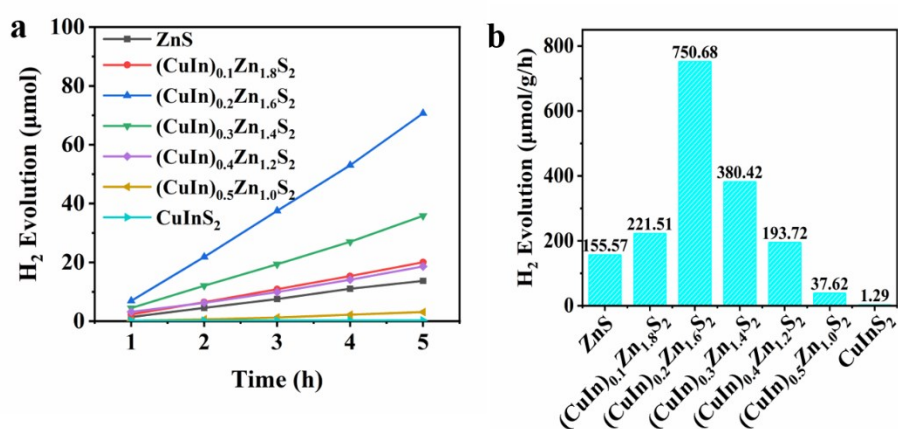 a
H₂ Evolution (μmol)
100
80
60
40
20
0
ZnS
(CuIn)₀.₁Zn₁.₈S₂
(CuIn)₀.₂Zn₁.₆S₂
(CuIn)₀.₃Zn₁.₄S₂
(CuIn)₀.₄Zn₁.₂S₂
(CuIn)₀.₅Zn₁.₀S₂
CuInS₂
1 2 3 4 5
Time (h)
b
H₂ Evolution (μmol/g/h)
800
600
400
200
0
155.57
221.51
750.68
380.42
193.72
37.62
1.29
ZnS
(CuIn)₀.₁Zn₁.₈S₂
(CuIn)₀.₂Zn₁.₆S₂
(CuIn)₀.₃Zn₁.₄S₂
(CuIn)₀.₄Zn₁.₂S₂
(CuIn)₀.₅Zn₁.₀S₂
CuInS₂